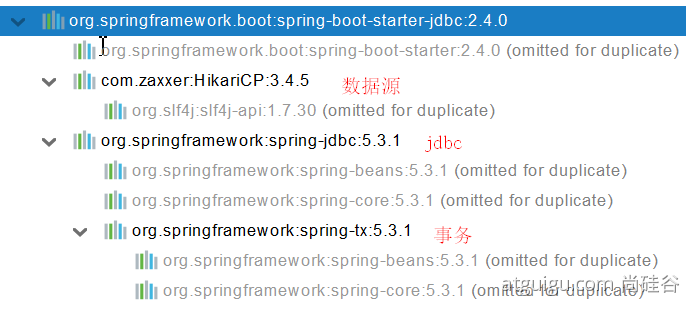 org.springframework.boot:spring-boot-starter-jdbc:2.4.0
org.springframework.boot:spring-boot-starter:2.4.0 (omitted for duplicate)
com.zaxxer:HikariCP:3.4.5 数据源
org.slf4j:slf4j-api:1.7.30 (omitted for duplicate)
org.springframework:spring-jdbc:5.3.1 jdbc
org.springframework:spring-beans:5.3.1 (omitted for duplicate)
org.springframework:spring-core:5.3.1 (omitted for duplicate)
org.springframework:spring-tx:5.3.1 事务
org.springframework:spring-beans:5.3.1 (omitted for duplicate)
org.springframework:spring-core:5.3.1 (omitted for duplicate)
atguigu.com 尚硅谷